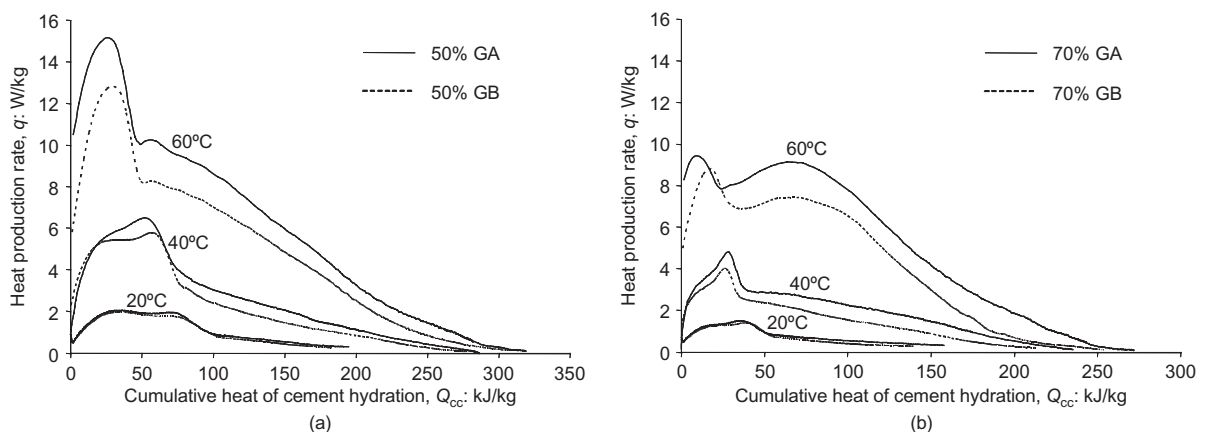 16
14
12
10
8
6
4
2
0
Heat production rate, q: W/kg
50% GA
50% GB
60ºC
40ºC
20ºC
0 50 100 150 200 250 300 350
Cumulative heat of cement hydration, Qcc: kJ/kg
(a)
16
14
12
10
8
6
4
2
0
Heat production rate, q: W/kg
70% GA
70% GB
60ºC
40ºC
20ºC
0 50 100 150 200 250 300
Cumulative heat of cement hydration, Qcc: kJ/kg
(b)